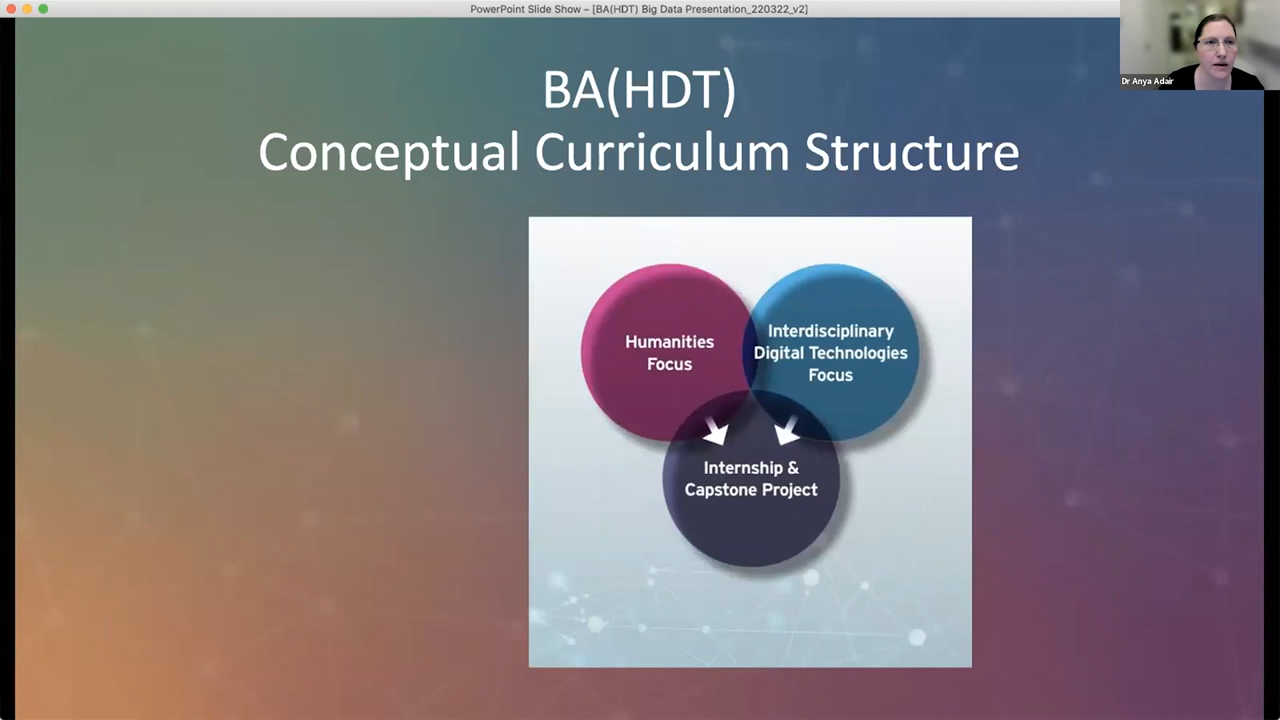 PowerPoint Slide Show – [BA(HDT) Big Data Presentation_220322_v2]
Dr Anya Adair
BA(HDT)
Conceptual Curriculum Structure
Humanities
Focus
Interdisciplinary
Digital Technologies
Focus
Internship &
Capstone Project